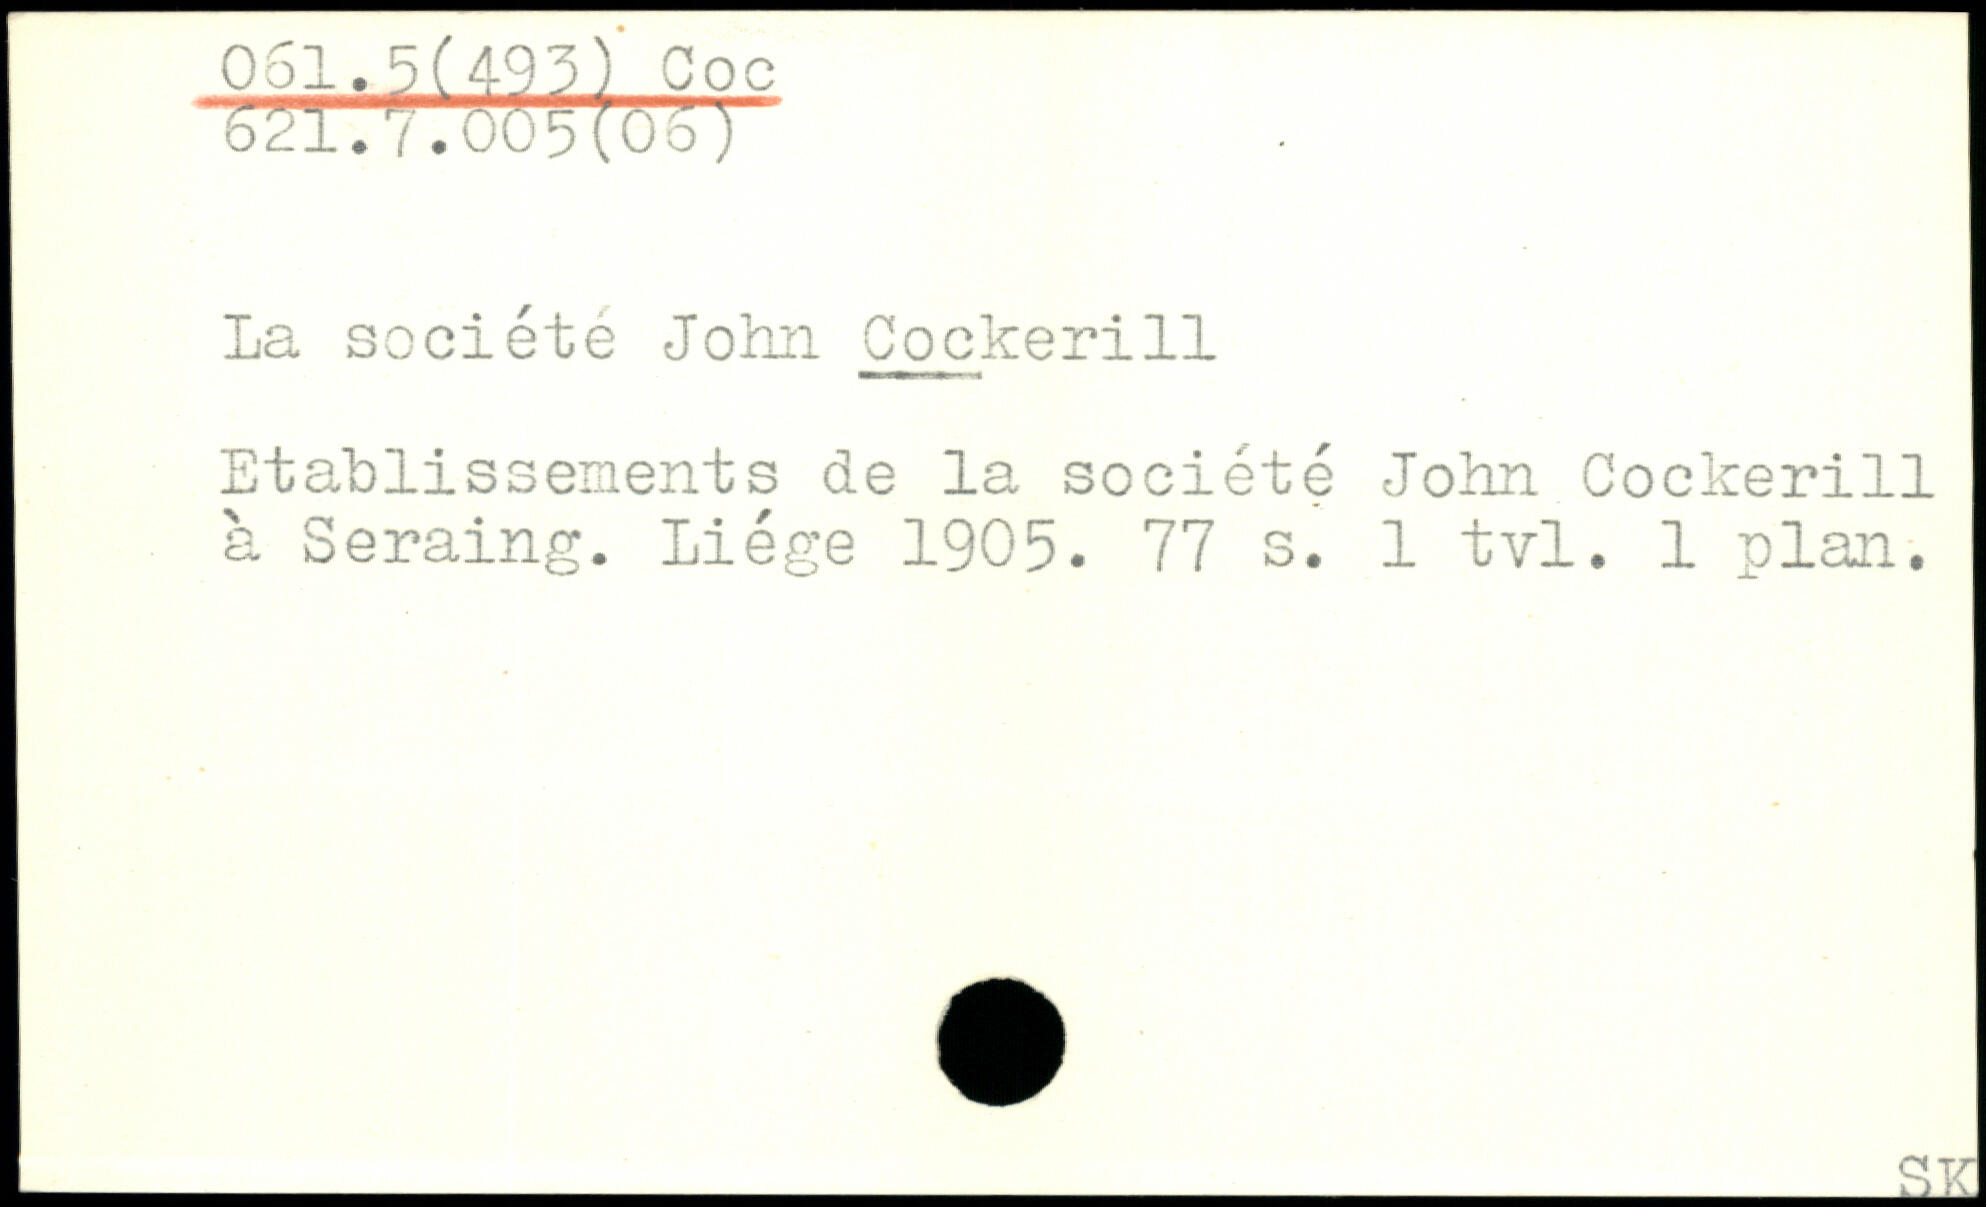 061.5(493) Coc
621.7.005(06)
La société John Cockerill
Etablissements de la société John Cockerill
à Seraing. Liége 1905. 77 s. 1 tvl. 1 plan.
SK